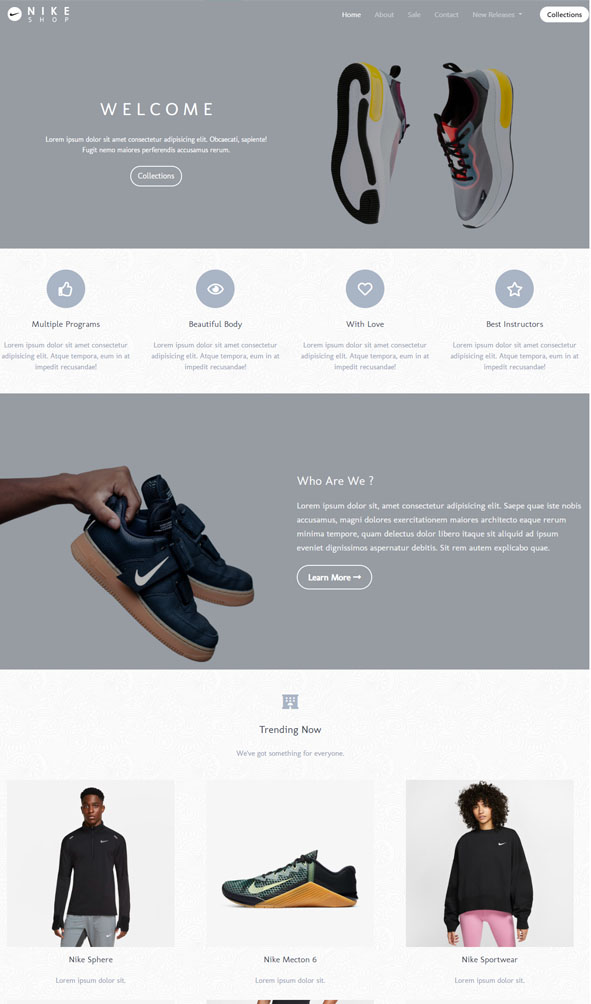 NIKE
SHOP
Home About Sale Contact New Releases Collections
WELCOME
Lorem ipsum dolor sit amet consectetur adipisicing elit. Obcaecati, sapiente!
Fugit nemo maiores perferendis accusamus rerum.
Collections
Multiple Programs
Lorem ipsum dolor sit amet consectetur
adipisicing elit. Atque tempora, eum in at
impedit recusandae!
Beautiful Body
Lorem ipsum dolor sit amet consectetur
adipisicing elit. Atque tempora, eum in at
impedit recusandae!
With Love
Lorem ipsum dolor sit amet consectetur
adipisicing elit. Atque tempora, eum in at
impedit recusandae!
Best Instructors
Lorem ipsum dolor sit amet consectetur
adipisicing elit. Atque tempora, eum in at
impedit recusandae!
Who Are We ?
Lorem ipsum dolor sit, amet consectetur adipisicing elit. Saepe quae iste nobis
accusamus, magni dolores exercitationem maiores architecto eaque rerum
minima tempore, quam delectus dolor libero itaque sit aliquid ad ipsum
eveniet dignissimos aspernatur debitis. Sit rem autem explicabo quae.
Learn More
Trending Now
We've got something for everyone.
Nike Sphere
Lorem ipsum dolor sit.
Nike Mecton 6
Lorem ipsum dolor sit.
Nike Sportwear
Lorem ipsum dolor sit.